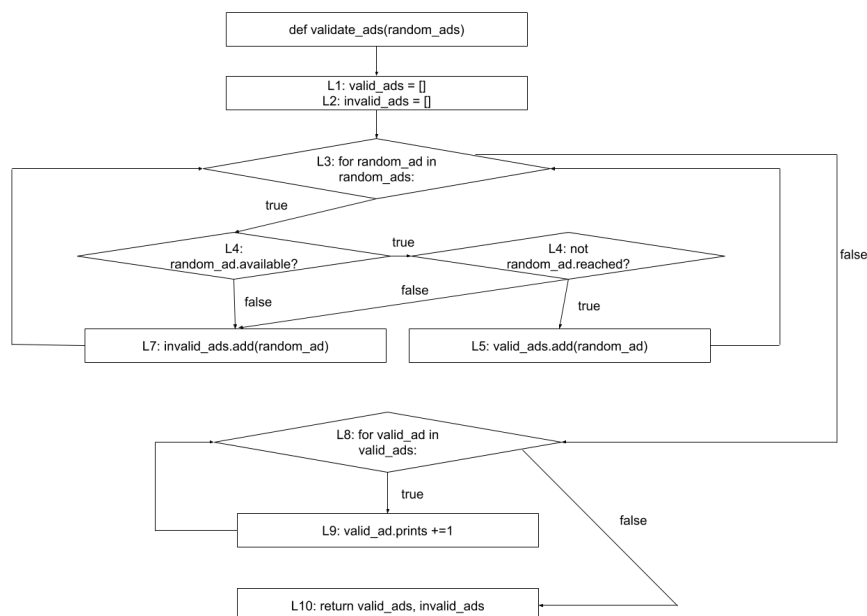 def validate_ads(random_ads)
L1: valid_ads = []
L2: invalid_ads = []
L3: for random_ad in
random_ads:
true
L4:
random_ad.available?
true
L4: not
random_ad.reached?
false
false
false
true
L7: invalid_ads.add(random_ad)
L5: valid_ads.add(random_ad)
L8: for valid_ad in
valid_ads:
true
L9: valid_ad.prints +=1
false
L10: return valid_ads, invalid_ads